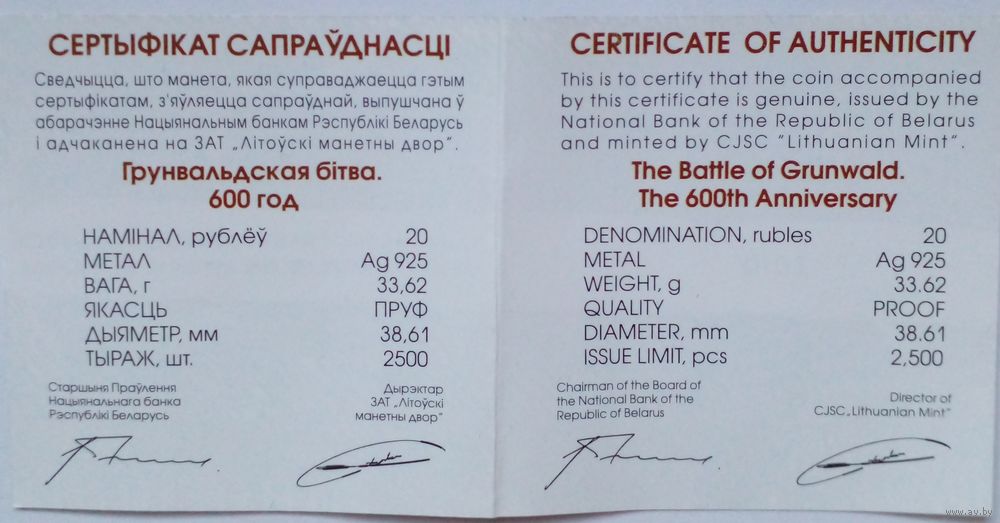 СЕРТЫФІКАТ САПРАЎДНАСЦІ
Сведчыцца, што манета, якая суправаджаецца гэтым
сертыфікатам, з'яўляецца сапраўднай, выпушчана ў
абарачэнне Нацыянальным банкам Рэспублікі Беларусь
і адчаканена на ЗАТ „Літоўскі манетны двор“.
Грунвальдская бітва.
600 год
НАМІНАЛ, рублёў 20
МЕТАЛ Ag 925
ВАГА, г 33,62
ЯКАСЦЬ ПРУФ
ДЫЯМЕТР, мм 38,61
ТЫРАЖ, шт. 2500
Старшыня Праўлення
Нацыянальнага банка
Рэспублікі Беларусь
Дырэктар
ЗАТ „Літоўскі
манетны двор“
CERTIFICATE OF AUTHENTICITY
This is to certify that the coin accompanied
by this certificate is genuine, issued by the
National Bank of the Republic of Belarus
and minted by CJSC “Lithuanian Mint”.
The Battle of Grunwald.
The 600th Anniversary
DENOMINATION, rubles 20
METAL Ag 925
WEIGHT, g 33.62
QUALITY PROOF
DIAMETER, mm 38.61
ISSUE LIMIT, pcs 2,500
Chairman of the Board of
the National Bank of the
Republic of Belarus
Director of
CJSC „Lithuanian Mint“
www.ay.by